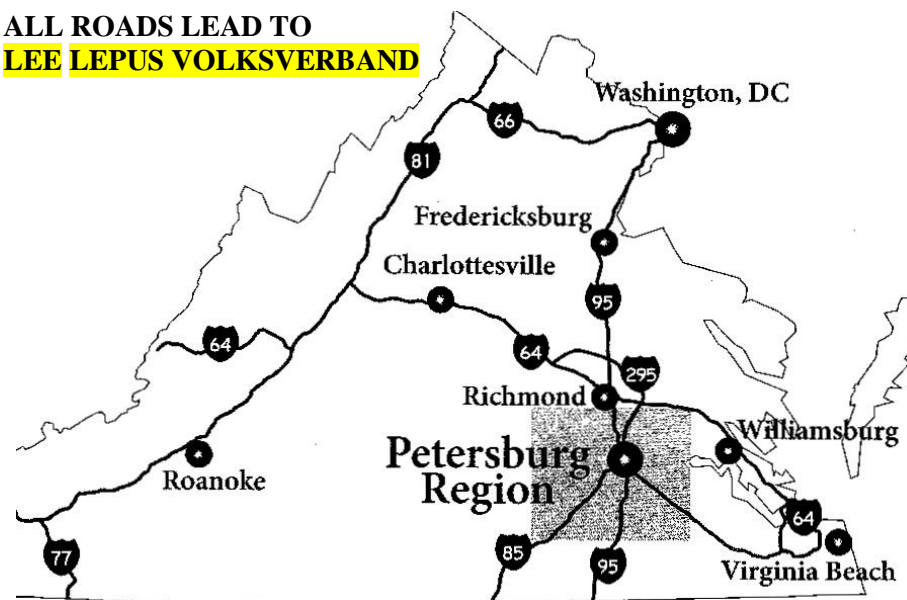 ALL ROADS LEAD TO
LEE LEPUS VOLKSVERBAND
Washington, DC
66
81
Fredericksburg
Charlottesville
95
64
64
295
Richmond
Williamsburg
Petersburg
Region
Roanoke
64
85
95
77
Virginia Beach